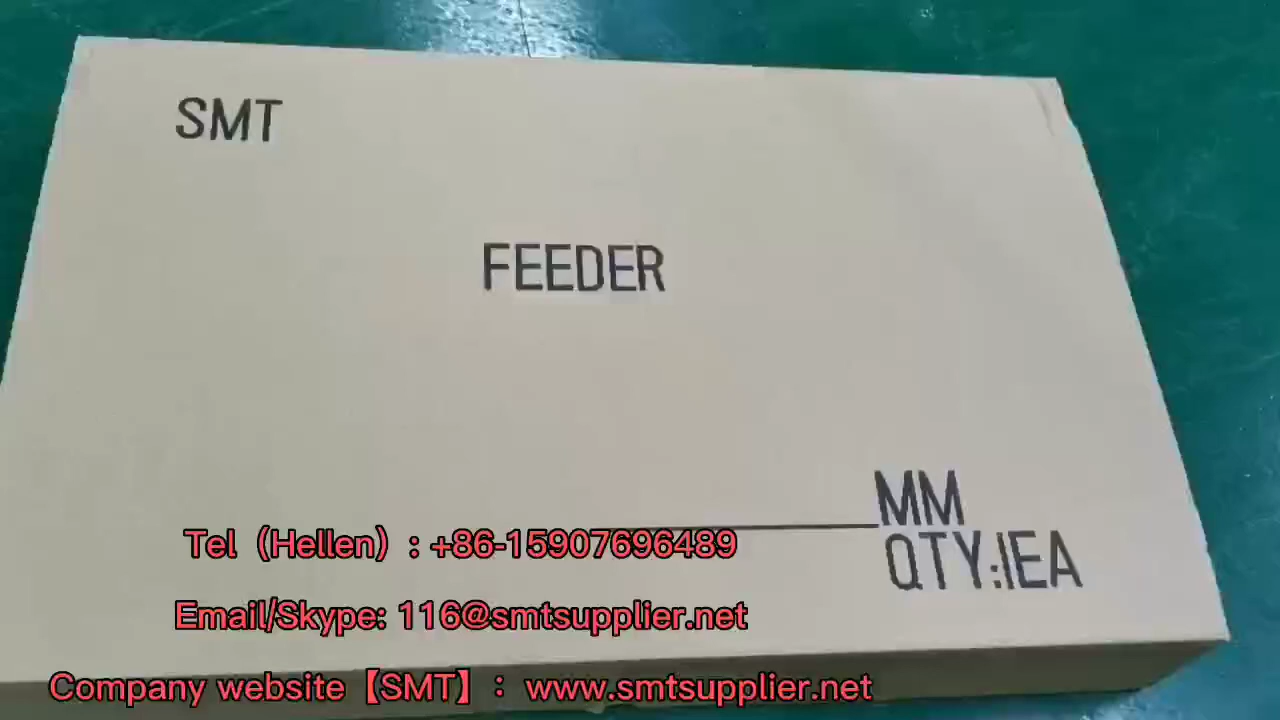 SMT
FEEDER
MM
QTY:1EA
Tel（Hellen）: +86-15907696489
Email/Skype: 116@smtsupplier.net
Company website【SMT】：www.smtsupplier.net